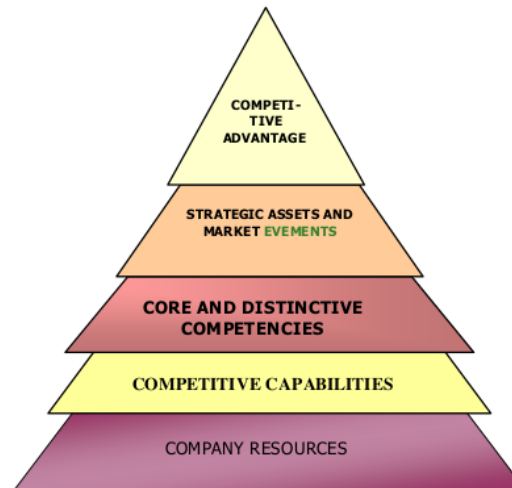 COMPETI-
TIVE
ADVANTAGE
STRATEGIC ASSETS AND
MARKET EVEMENTS
CORE AND DISTINCTIVE
COMPETENCIES
COMPETITIVE CAPABILITIES
COMPANY RESOURCES